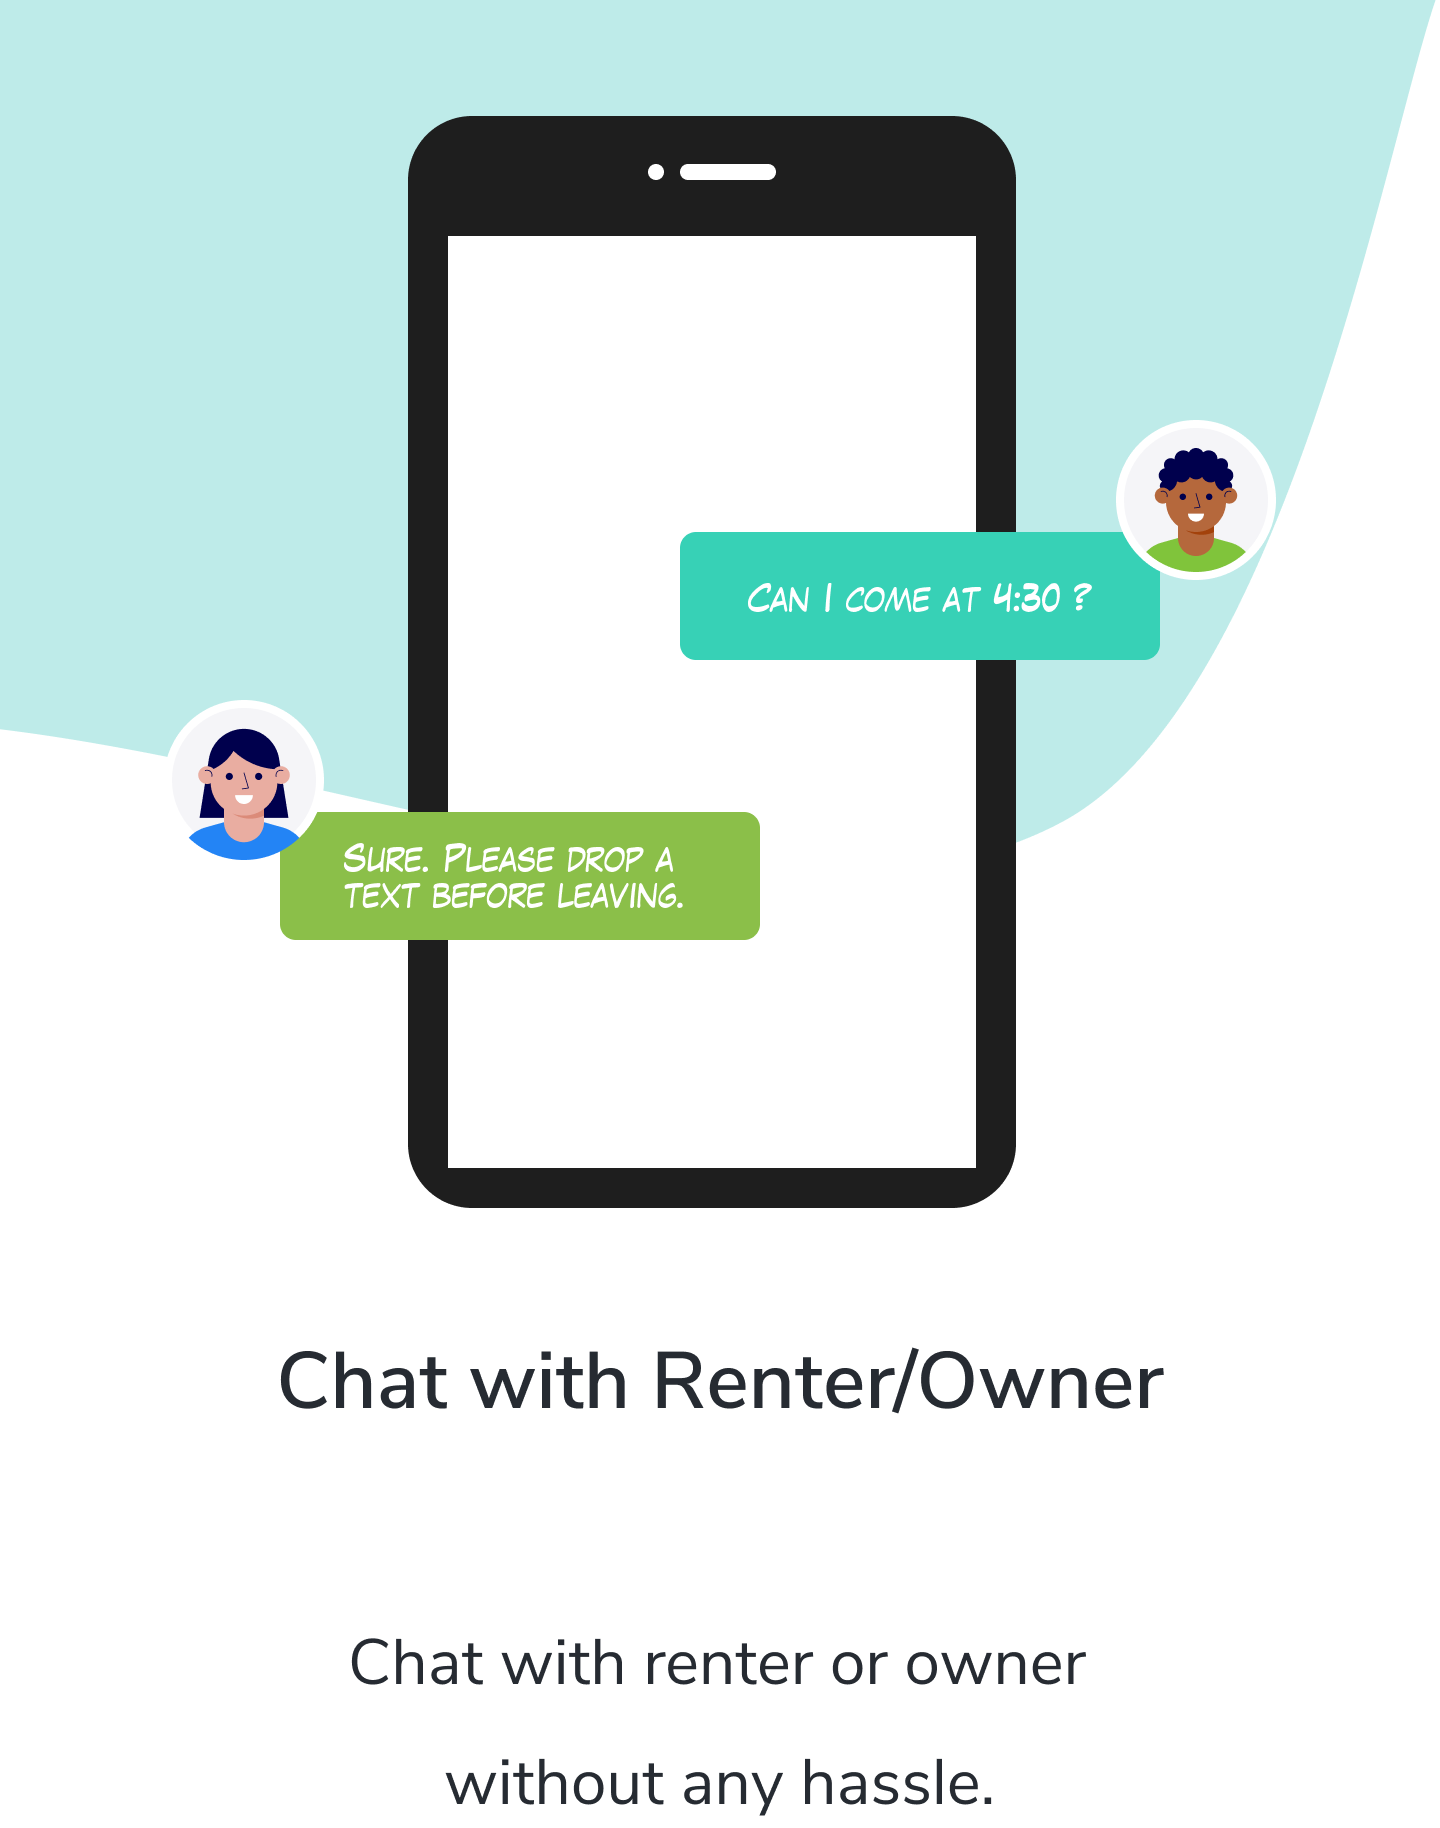 Can I come at 4:30 ?
Sure. Please drop a
text before leaving.
Chat with Renter/Owner
Chat with renter or owner
without any hassle.